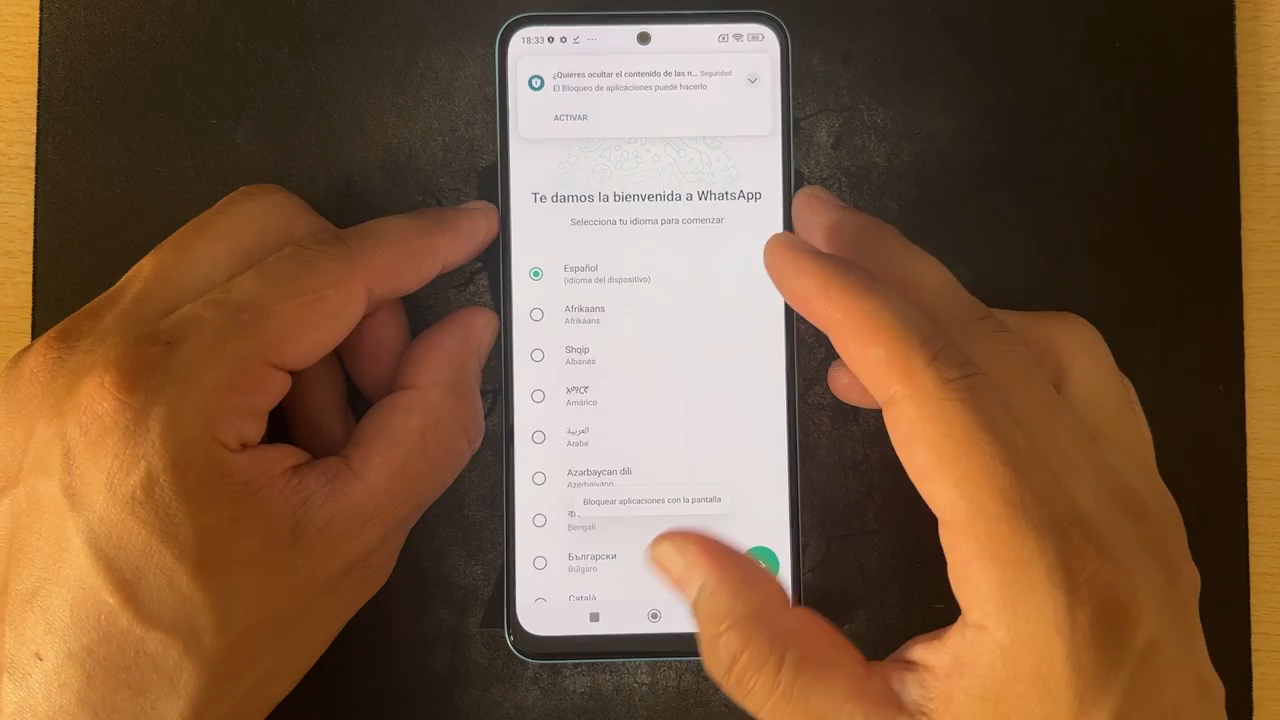 18:33
¿Quieres ocultar el contenido de las n... Seguridad
El Bloqueo de aplicaciones puede hacerlo
ACTIVAR
Te damos la bienvenida a WhatsApp
Selecciona tu idioma para comenzar
Español
(idioma del dispositivo)
Afrikaans
Afrikáans
Shqip
Albanés
አማርኛ
Amárico
العربية
Árabe
Azərbaycan dili
Azerbaiyano
Bloquear aplicaciones con la pantalla
Bengalí
Български
Búlgaro
Català